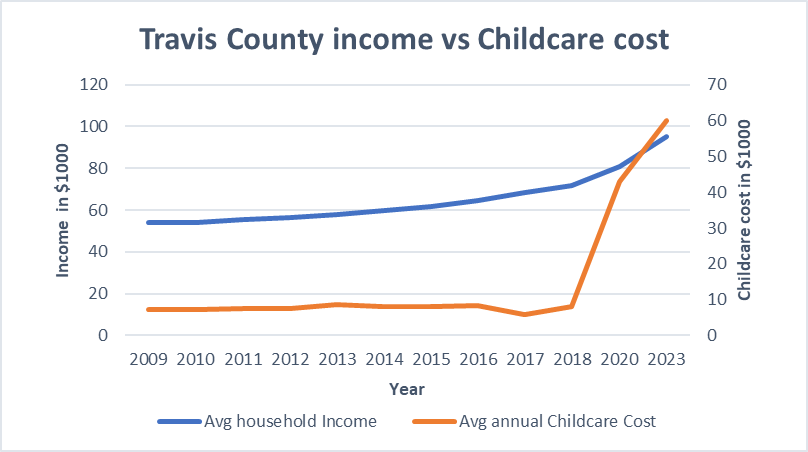 Travis County income vs Childcare cost
120 70
100 60
80 50
60 40
40 30
20 20
0 10
0
Income in $1000
Childcare cost in $1000
2009 2010 2011 2012 2013 2014 2015 2016 2017 2018 2020 2023
Year
Avg household Income Avg annual Childcare Cost